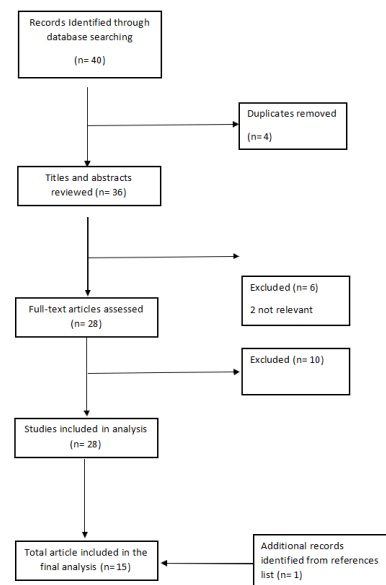 Records Identified through
database searching
(n= 40)
Duplicates removed
(n= 4)
Titles and abstracts
reviewed (n= 36)
Excluded (n= 6)
2 not relevant
Full-text articles assessed
(n= 28)
Excluded (n= 10)
Studies included in analysis
(n= 28)
Total article included in the
final analysis (n= 15)
Additional records
identified from references
list (n= 1)